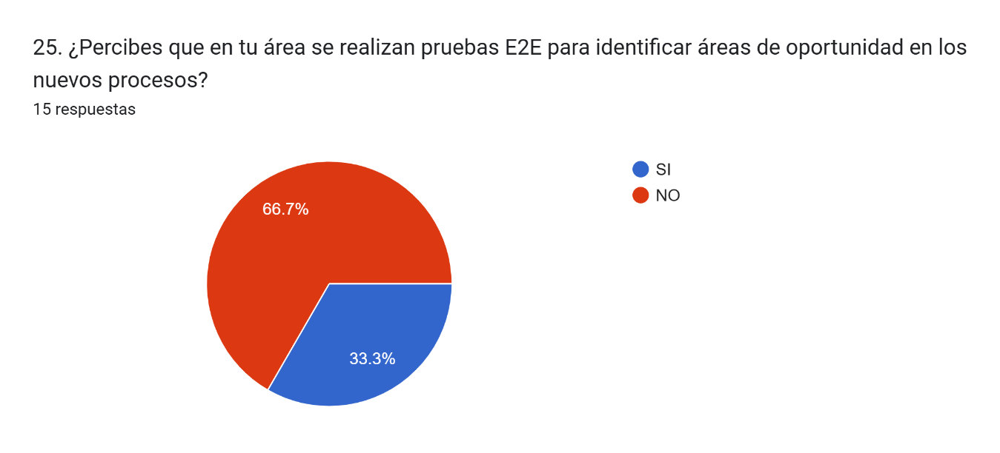 25. ¿Percibes que en tu área se realizan pruebas E2E para identificar áreas de oportunidad en los
nuevos procesos?
15 respuestas
SI
NO
66.7%
33.3%